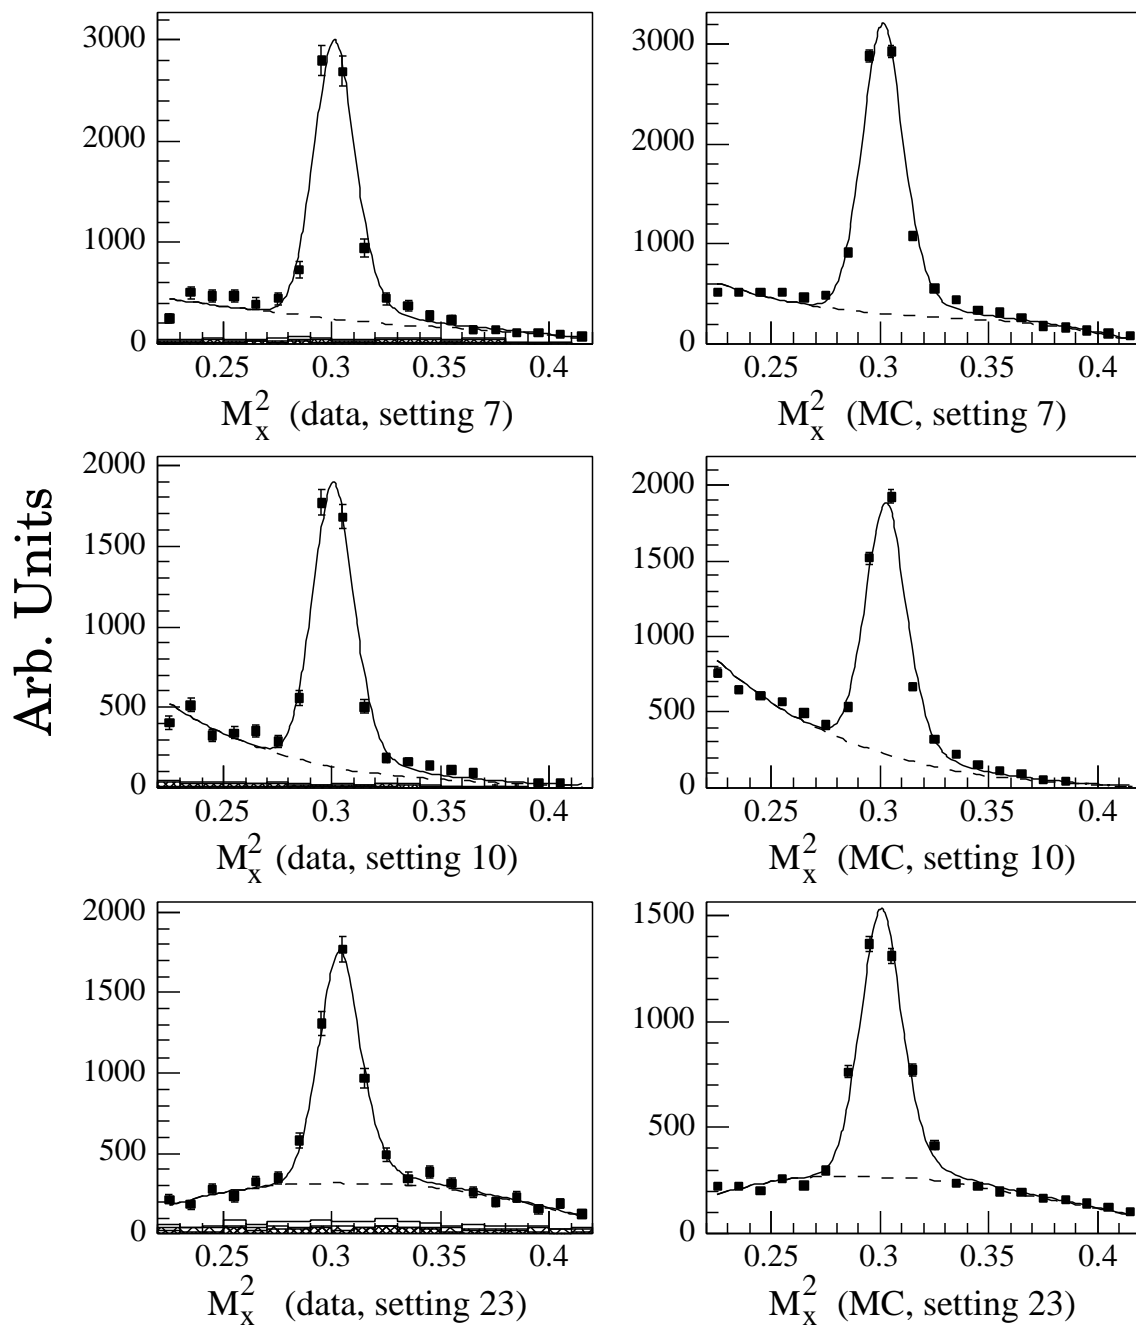 Arb. Units
3000
2000
1000
0
0.25 0.3 0.35 0.4
M_x^2 (data, setting 7)
3000
2000
1000
0
0.25 0.3 0.35 0.4
M_x^2 (MC, setting 7)
2000
1500
1000
500
0
0.25 0.3 0.35 0.4
M_x^2 (data, setting 10)
2000
1500
1000
500
0
0.25 0.3 0.35 0.4
M_x^2 (MC, setting 10)
2000
1500
1000
500
0
0.25 0.3 0.35 0.4
M_x^2 (data, setting 23)
1500
1000
500
0
0.25 0.3 0.35 0.4
M_x^2 (MC, setting 23)